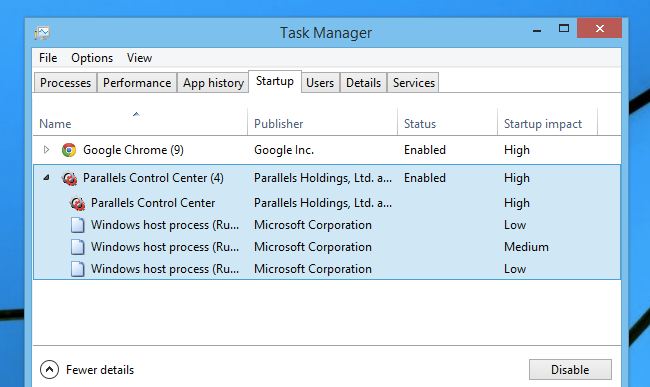 Task Manager
File Options View
Processes Performance App history Startup Users Details Services
Name Publisher Status Startup impact
Google Chrome (9) Google Inc. Enabled High
Parallels Control Center (4) Parallels Holdings, Ltd. a... Enabled High
Parallels Control Center Parallels Holdings, Ltd. a... High
Windows host process (Ru... Microsoft Corporation Low
Windows host process (Ru... Microsoft Corporation Medium
Windows host process (Ru... Microsoft Corporation Low
Fewer details Disable